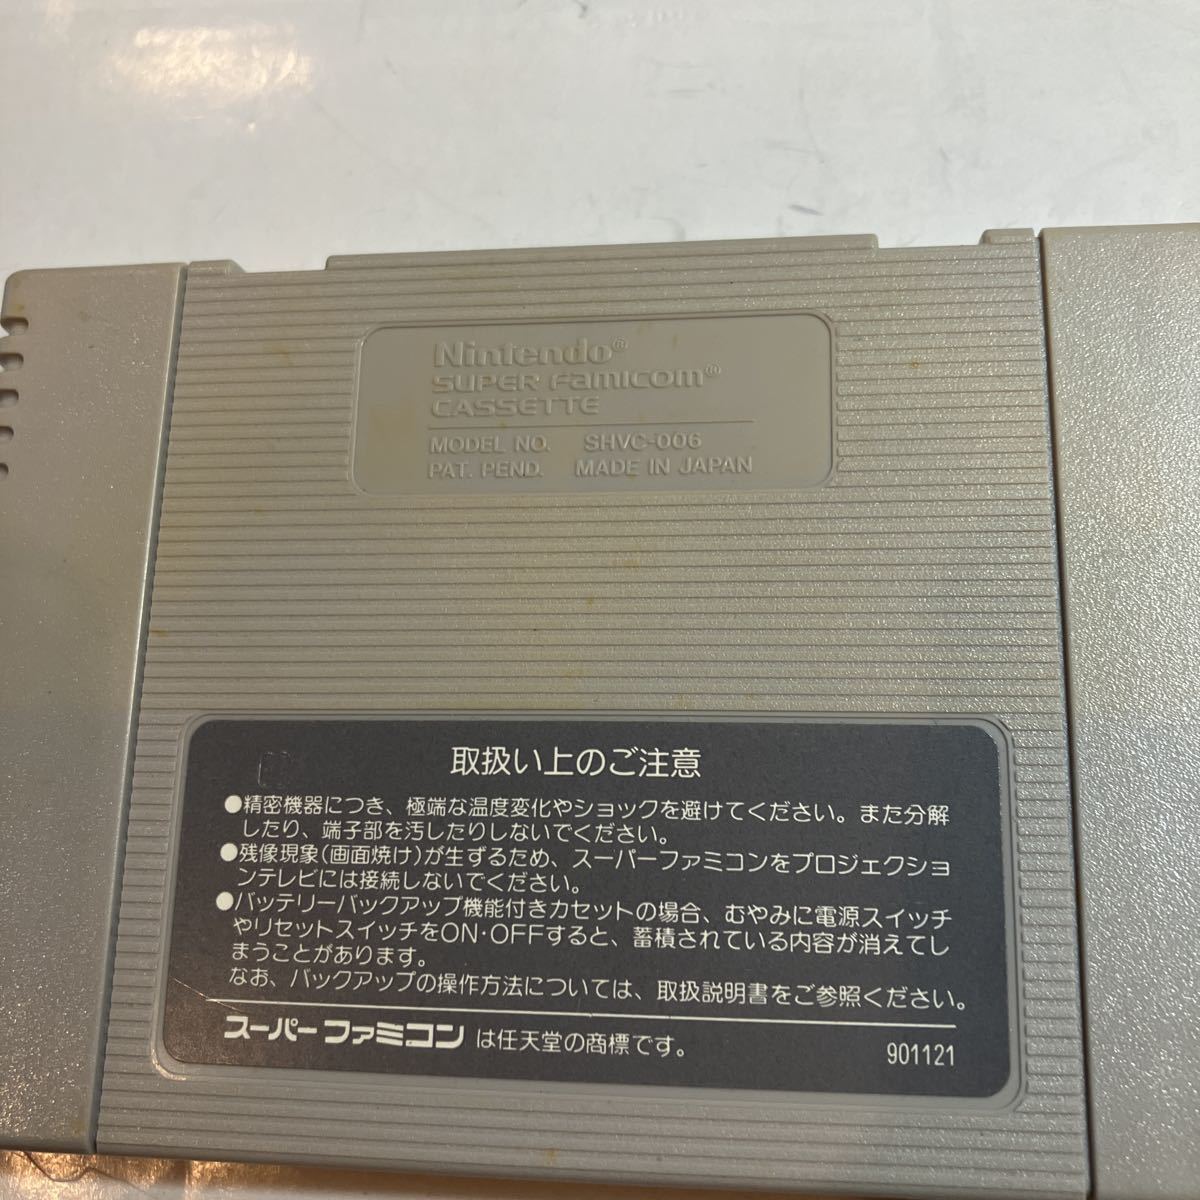 Nintendo®
SUPER Famicom®
CASSETTE
MODEL NO. SHVC-006
PAT. PEND. MADE IN JAPAN
取扱い上のご注意
●精密機器につき、極端な温度変化やショックを避けてください。また分解
したり、端子部を汚したりしないでください。
●残像現象(画面焼け)が生ずるため、スーパーファミコンをプロジェクショ
ンテレビには接続しないでください。
●バッテリーバックアップ機能付きカセットの場合、むやみに電源スイッチ
やリセットスイッチをON・OFFすると、蓄積されている内容が消えてし
まうことがあります。
なお、バックアップの操作方法については、取扱説明書をご参照ください。
スーパーファミコン は任天堂の商標です。
901121